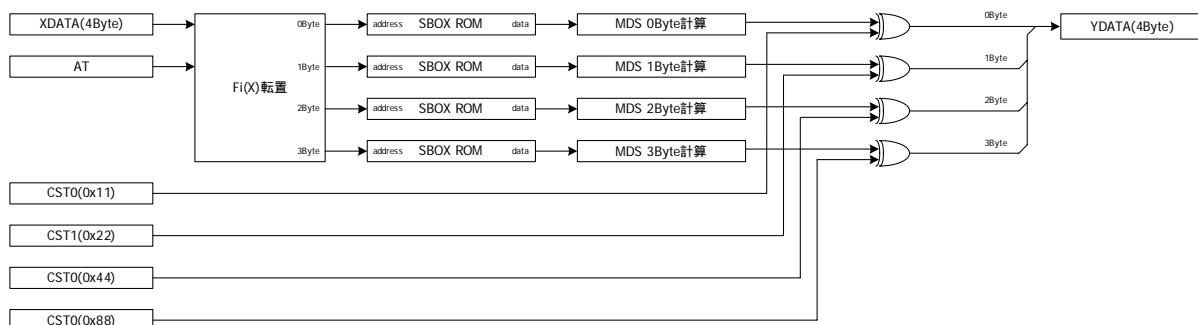 XDATA(4Byte)
AT
Fi(X)転置
0Byte
1Byte
2Byte
3Byte
address SBOX ROM data
address SBOX ROM data
address SBOX ROM data
address SBOX ROM data
MDS 0Byte計算
MDS 1Byte計算
MDS 2Byte計算
MDS 3Byte計算
0Byte
1Byte
2Byte
3Byte
YDATA(4Byte)
CST0(0x11)
CST1(0x22)
CST0(0x44)
CST0(0x88)